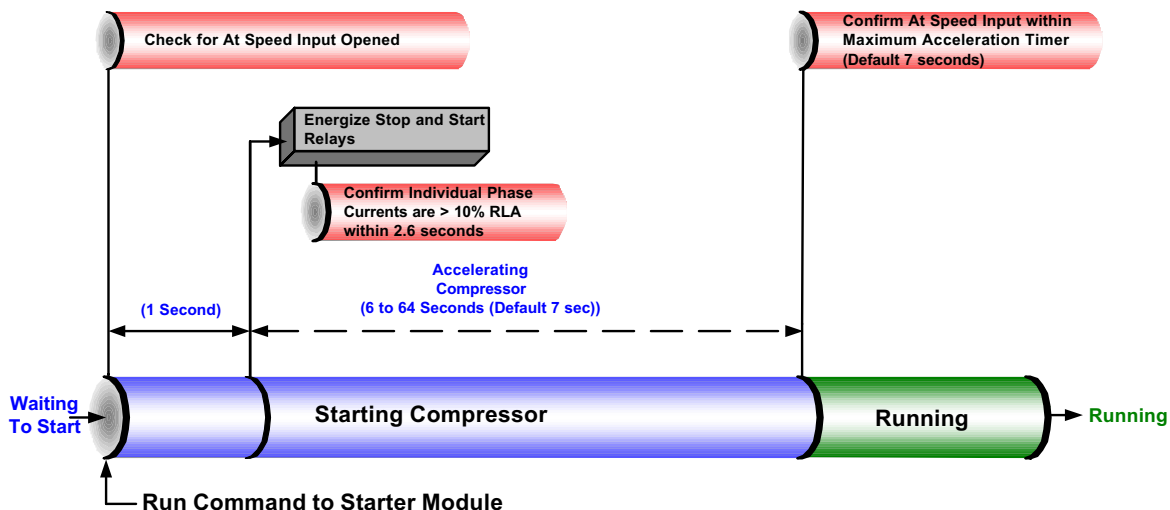 Check for At Speed Input Opened
Confirm At Speed Input within
Maximum Acceleration Timer
(Default 7 seconds)
Energize Stop and Start
Relays
Confirm Individual Phase
Currents are > 10% RLA
within 2.6 seconds
Accelerating
Compressor
(6 to 64 Seconds (Default 7 sec))
(1 Second)
Waiting
To Start
Starting Compressor
Running
Running
Run Command to Starter Module